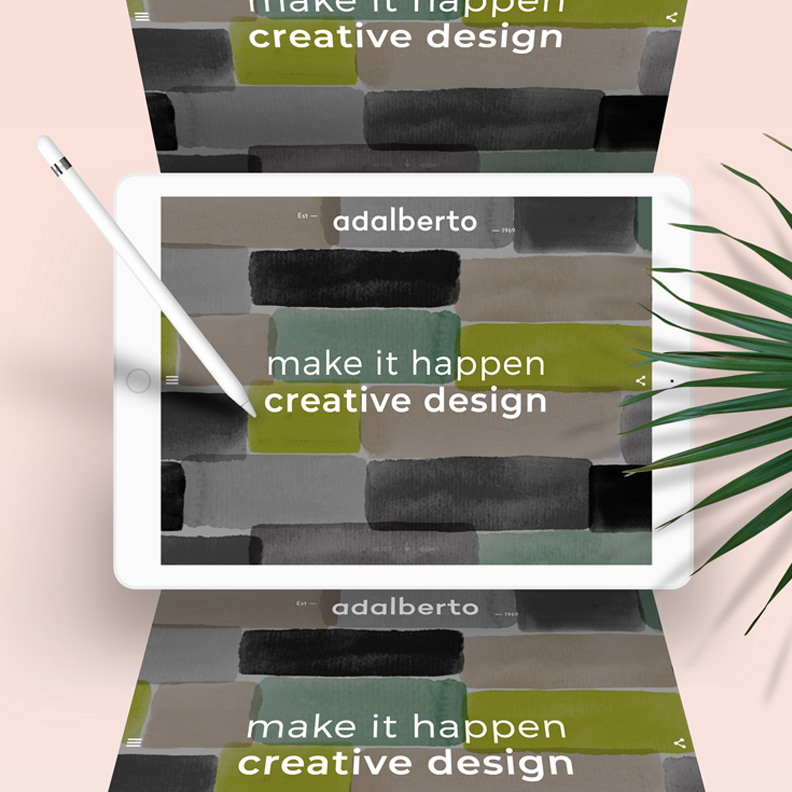 make it happen
creative design
Est —
adalberto
— 1969
make it happen
creative design
Est —
adalberto
— 1969
make it happen
creative design